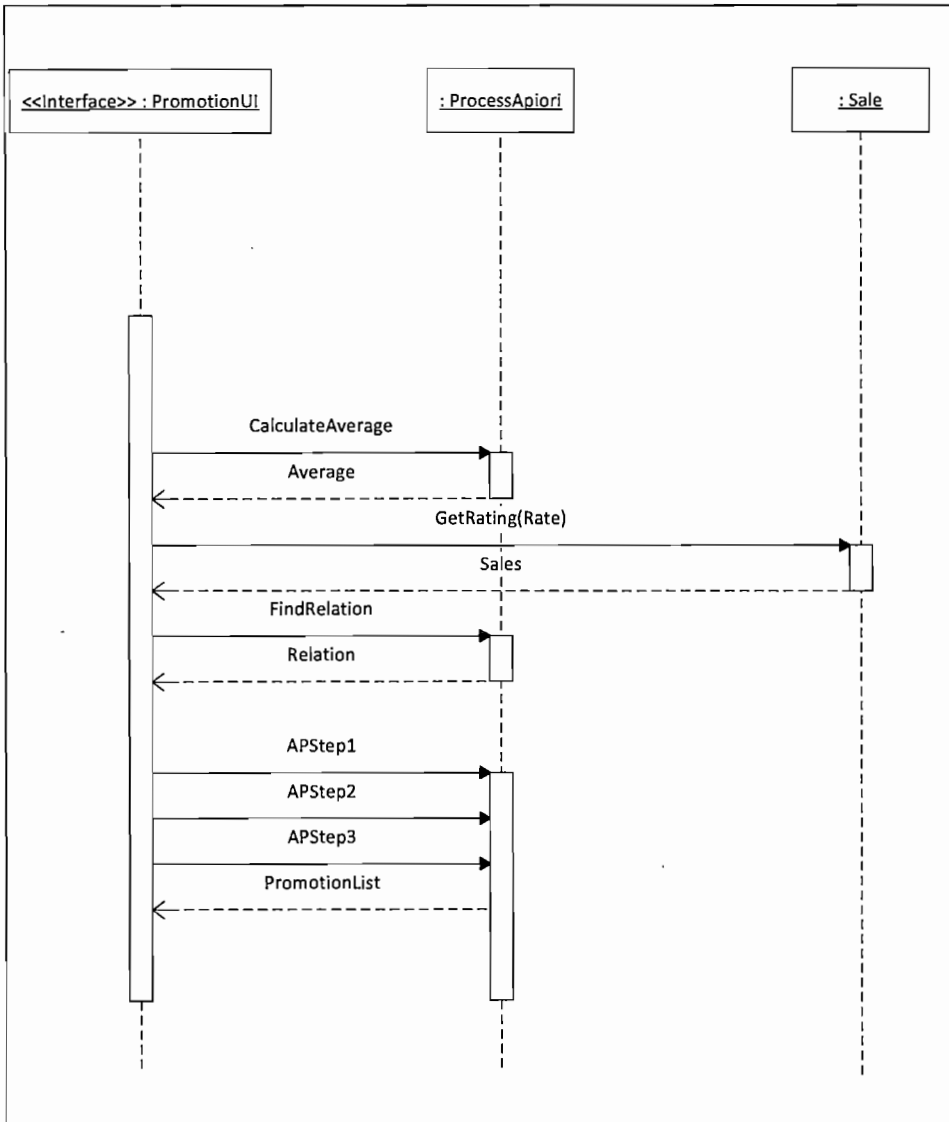 <<Interface>> : PromotionUI
: ProcessApiori
: Sale
CalculateAverage
Average
GetRating(Rate)
Sales
FindRelation
Relation
APStep1
APStep2
APStep3
PromotionList